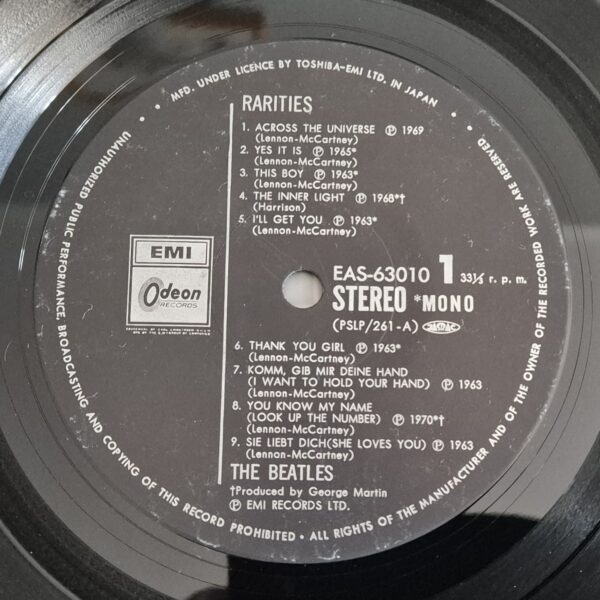 MFD. UNDER LICENCE BY TOSHIBA-EMI LTD. IN JAPAN •
UNAUTHORIZED PUBLIC PERFORMANCE, BROADCASTING AND COPYING OF THIS RECORD PROHIBITED • ALL RIGHTS OF THE MANUFACTURER AND OF THE OWNER OF THE RECORDED WORK ARE RESERVED
RARITIES
1. ACROSS THE UNIVERSE Ⓟ 1969
(Lennon-McCartney)
2. YES IT IS Ⓟ 1965*
(Lennon-McCartney)
3. THIS BOY Ⓟ 1963*
(Lennon-McCartney)
4. THE INNER LIGHT Ⓟ 1968*†
(Harrison)
5. I'LL GET YOU Ⓟ 1963*
(Lennon-McCartney)
EMI
Odeon
RECORDS
EAS-63010 1 33⅓ r. p. m.
STEREO *MONO
(PSLP/261-A) JASRAC
6. THANK YOU GIRL Ⓟ 1963*
(Lennon-McCartney)
7. KOMM, GIB MIR DEINE HAND
(I WANT TO HOLD YOUR HAND) Ⓟ 1963
(Lennon-McCartney)
8. YOU KNOW MY NAME
(LOOK UP THE NUMBER) Ⓟ 1970*†
(Lennon-McCartney)
9. SIE LIEBT DICH(SHE LOVES YOU) Ⓟ 1963
(Lennon-McCartney)
THE BEATLES
†Produced by George Martin
Ⓟ EMI RECORDS LTD.